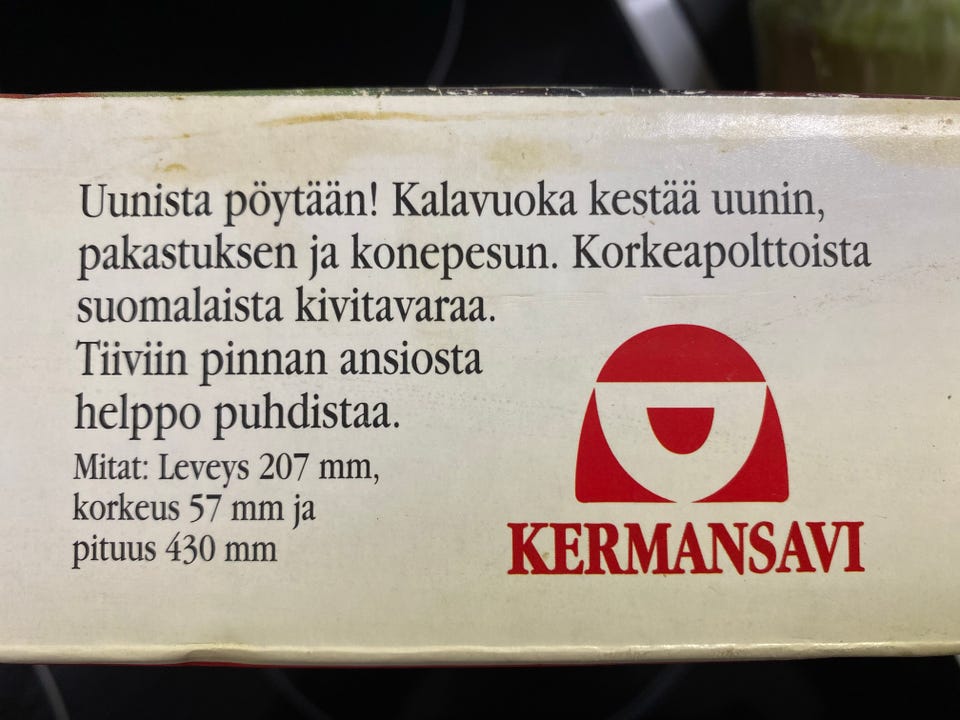 Uunista pöytään! Kalavuoka kestää uunin,
pakastuksen ja konepesun. Korkeapolttoista
suomalaista kivitavaraa.
Tiiviin pinnan ansiosta
helppo puhdistaa.
Mitat: Leveys 207 mm,
korkeus 57 mm ja
pituus 430 mm
KERMANSAVI